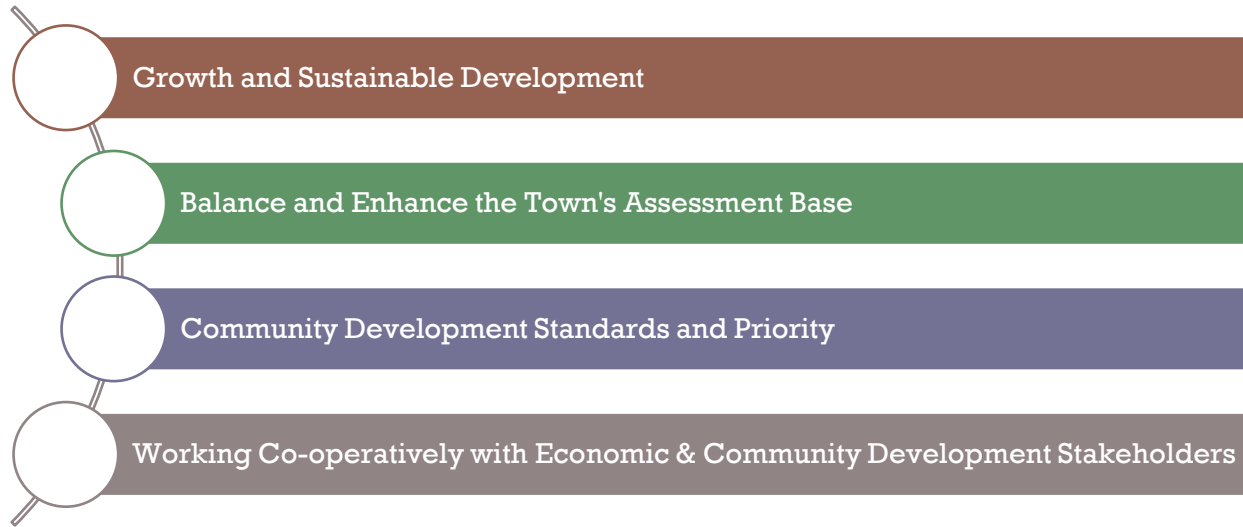 Growth and Sustainable Development
Balance and Enhance the Town's Assessment Base
Community Development Standards and Priority
Working Co-operatively with Economic & Community Development Stakeholders